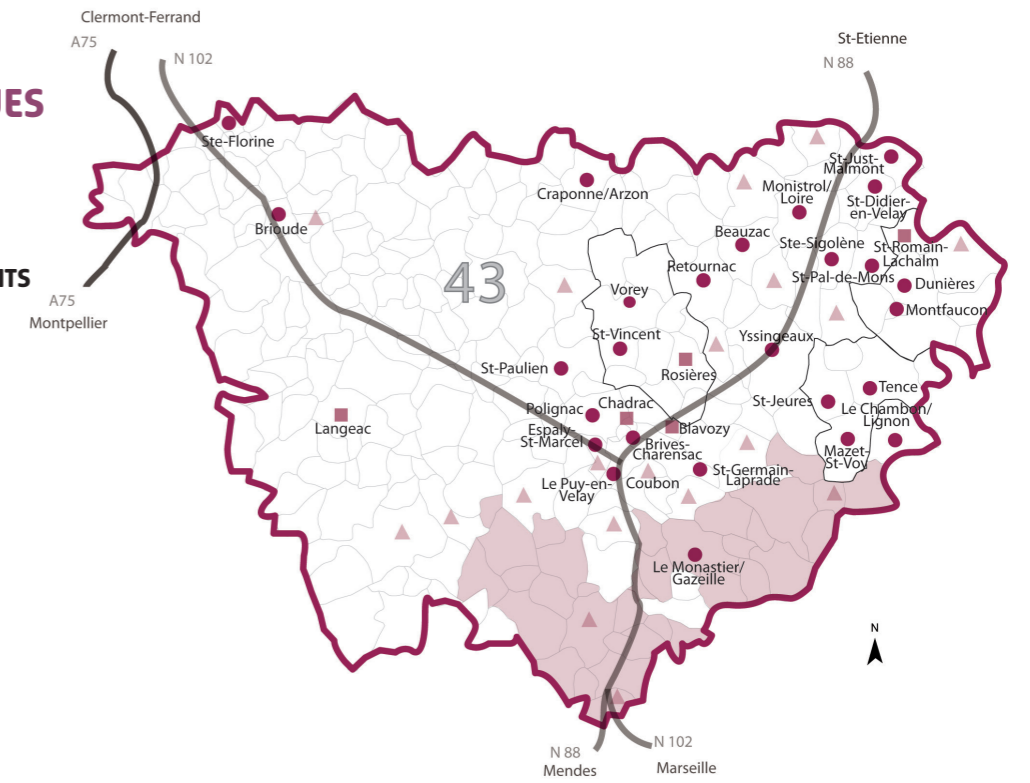 Clermont-Ferrand
A75
N 102
St-Etienne
N 88
UES
Ste-Florine
St-Just-
Malmont
Craponne/Arzon
Monistrol/
Loire
St-Didier-
en-Velay
Brioude
Beauzac
Ste-Sigolène
St-Romain-
Lachalm
ITS
43
Retournac
St-Pal-de-Mons
Dunières
A75
Montpellier
Vorey
Montfaucon
St-Vincent
Yssingeaux
St-Paulien
Rosières
Tence
St-Jeures
Le Chambon/
Lignon
Polignac
Chadrac
Langeac
Espaly-
St-Marcel
Blavozy
Brives-
Charensac
Mazet-
St-Voy
Le Puy-en-
Velay
Coubon
St-Germain-
Laprade
Le Monastier/
Gazeille
N
N 88
Mendes
N 102
Marseille